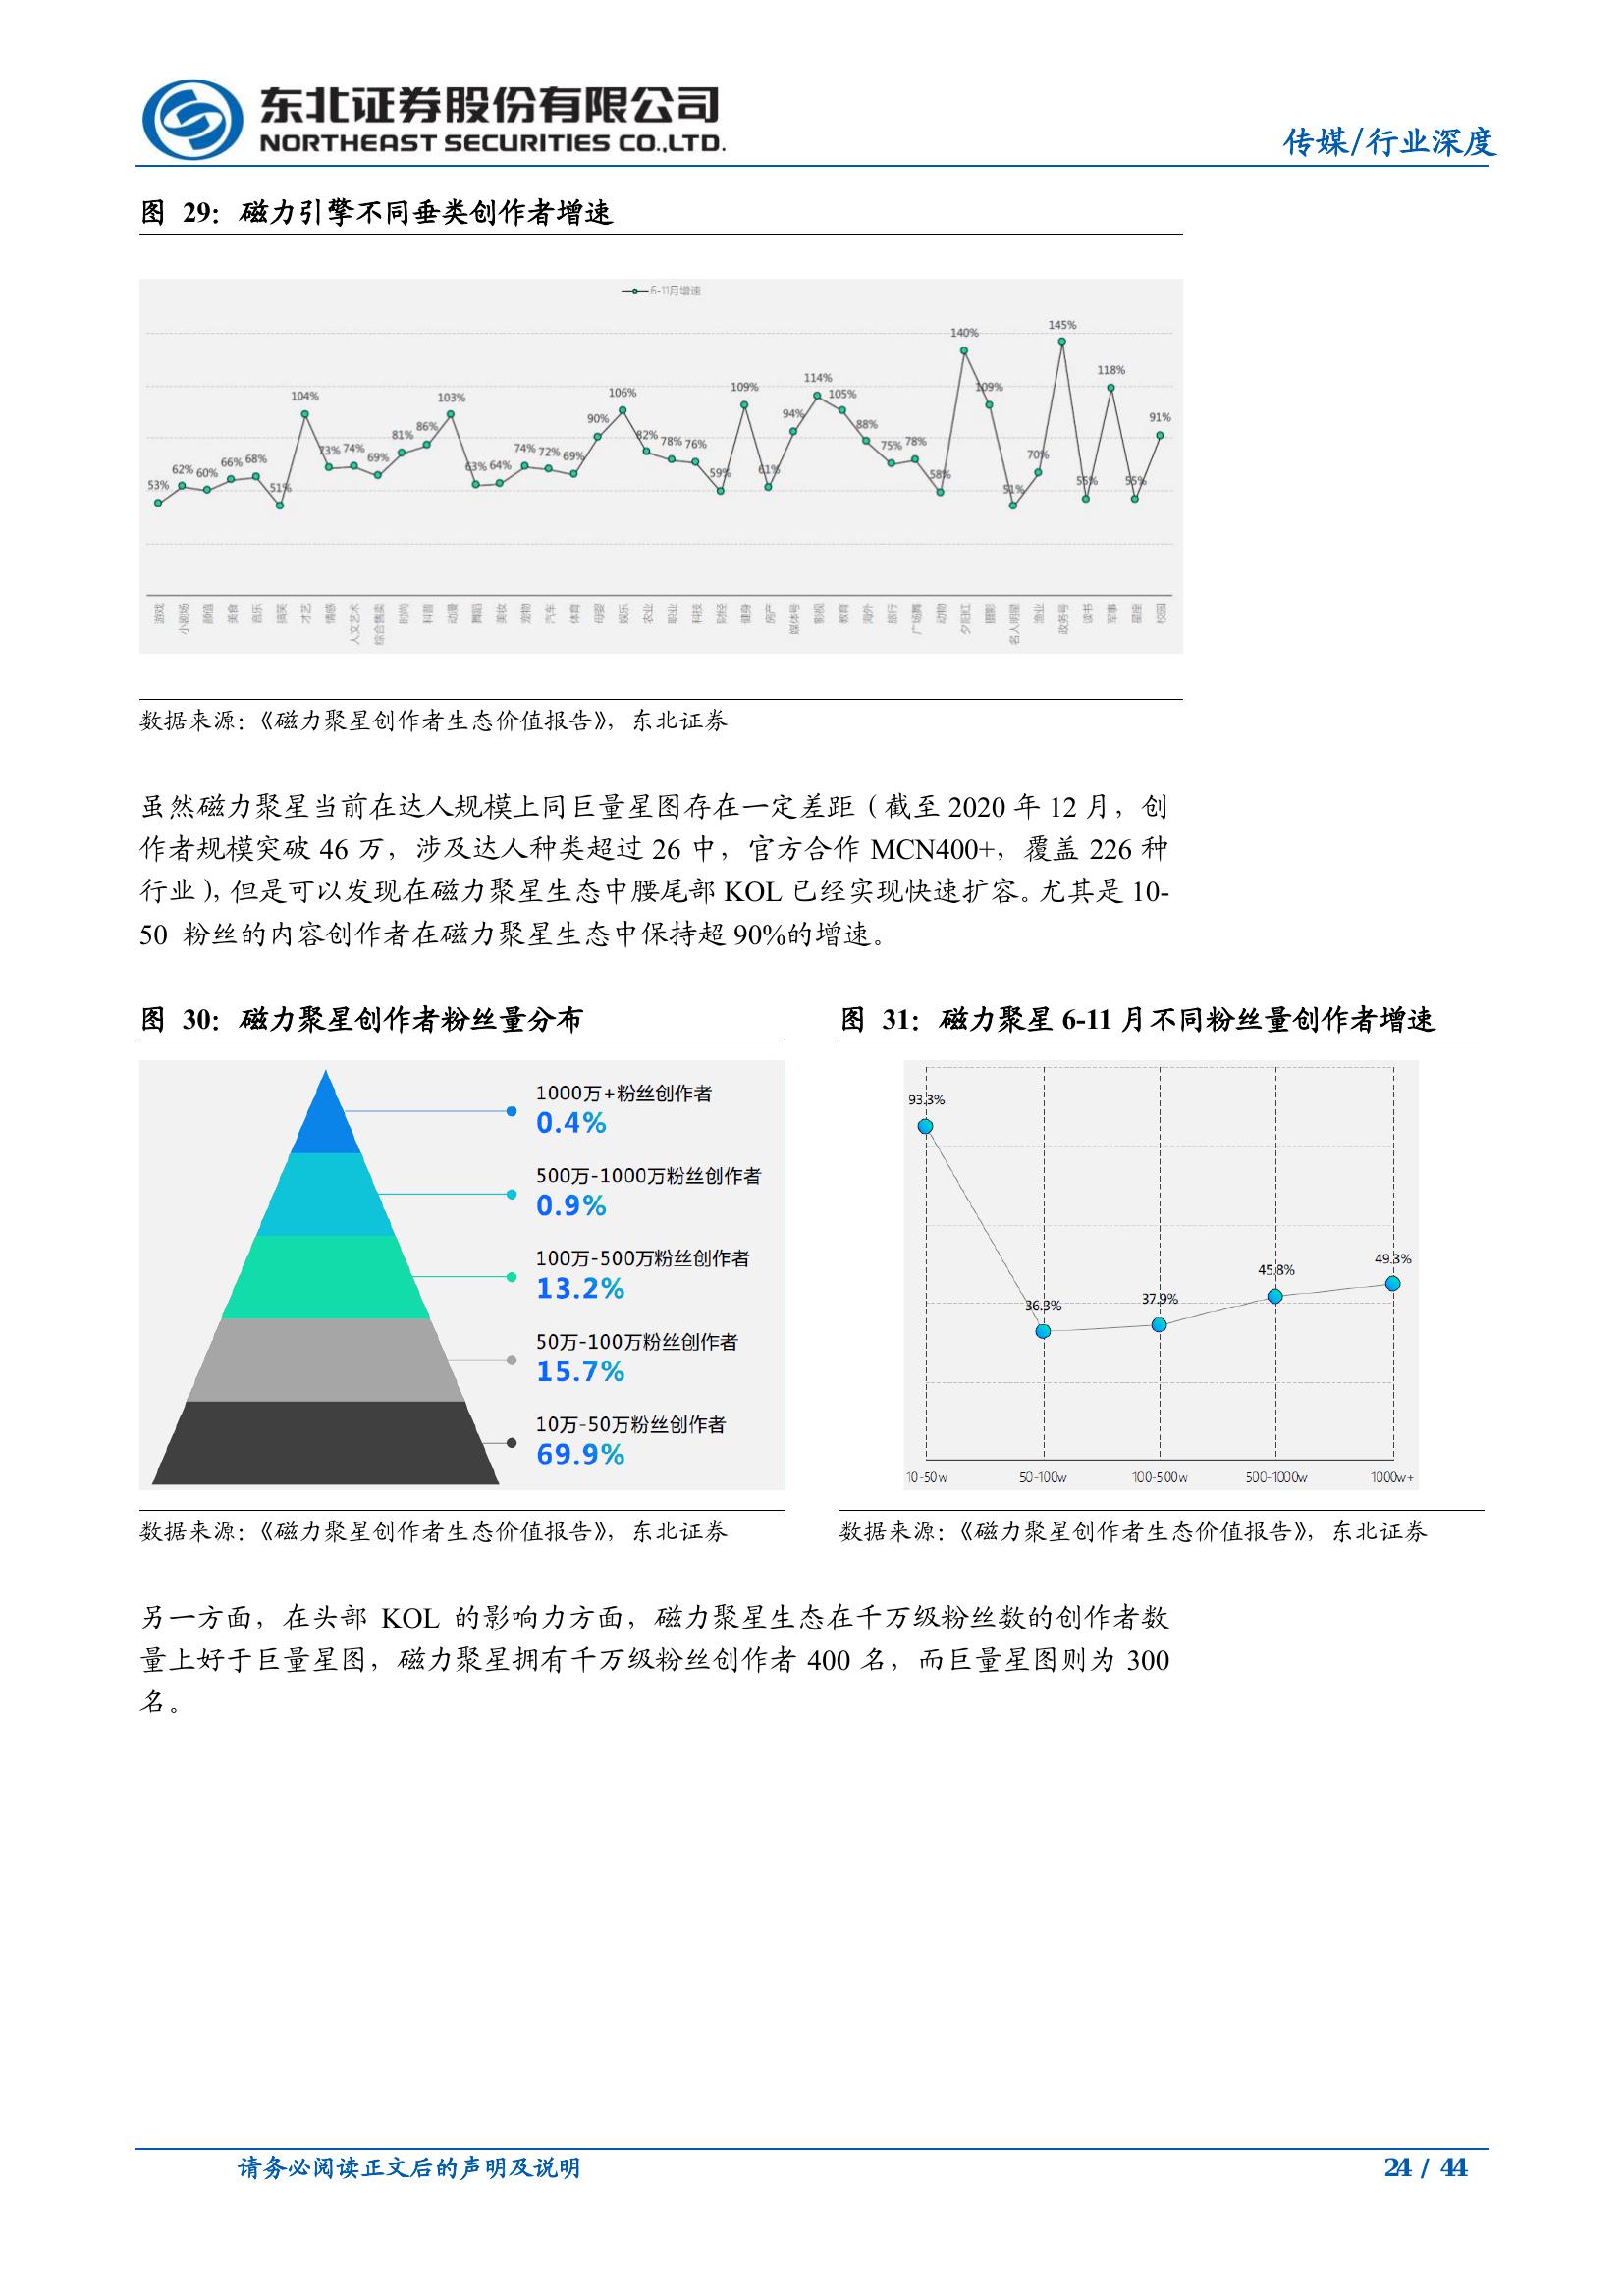 东北证券股份有限公司
NORTHEAST SECURITIES CO.,LTD.
传媒/行业深度
图 29：磁力引擎不同垂类创作者增速
6-11月增速
53% 62% 60% 66% 68% 51% 104% 73% 74% 69% 81% 86% 103% 63% 64% 74% 72% 69% 90% 106% 82% 78% 76% 59% 109% 61% 94% 114% 105% 88% 75% 78% 58% 140% 109% 51% 70% 145% 55% 118% 55% 91%
游戏 小剧场 颜值 美食 音乐 搞笑 才艺 情感 人文艺术 综合售卖 时尚 科普 动漫 舞蹈 美妆 宠物 汽车 体育 母婴 娱乐 农业 职业 科技 财经 健身 房产 媒体号 影视 教育 海外 旅行 广场舞 动物 夕阳红 摄影 名人明星 渔业 政务号 读书 军事 星座 校园
数据来源：《磁力聚星创作者生态价值报告》，东北证券
虽然磁力聚星当前在达人规模上同巨量星图存在一定差距（截至 2020 年 12 月，创
作者规模突破 46 万，涉及达人种类超过 26 中，官方合作 MCN400+，覆盖 226 种
行业），但是可以发现在磁力聚星生态中腰尾部 KOL 已经实现快速扩容。尤其是 10-
50 粉丝的内容创作者在磁力聚星生态中保持超 90%的增速。
图 30：磁力聚星创作者粉丝量分布
1000万+粉丝创作者
0.4%
500万-1000万粉丝创作者
0.9%
100万-500万粉丝创作者
13.2%
50万-100万粉丝创作者
15.7%
10万-50万粉丝创作者
69.9%
数据来源：《磁力聚星创作者生态价值报告》，东北证券
图 31：磁力聚星 6-11 月不同粉丝量创作者增速
93.3% 36.3% 37.9% 45.8% 49.3%
10-50w 50-100w 100-500w 500-1000w 1000w+
数据来源：《磁力聚星创作者生态价值报告》，东北证券
另一方面，在头部 KOL 的影响力方面，磁力聚星生态在千万级粉丝数的创作者数
量上好于巨量星图，磁力聚星拥有千万级粉丝创作者 400 名，而巨量星图则为 300
名。
请务必阅读正文后的声明及说明
24 / 44